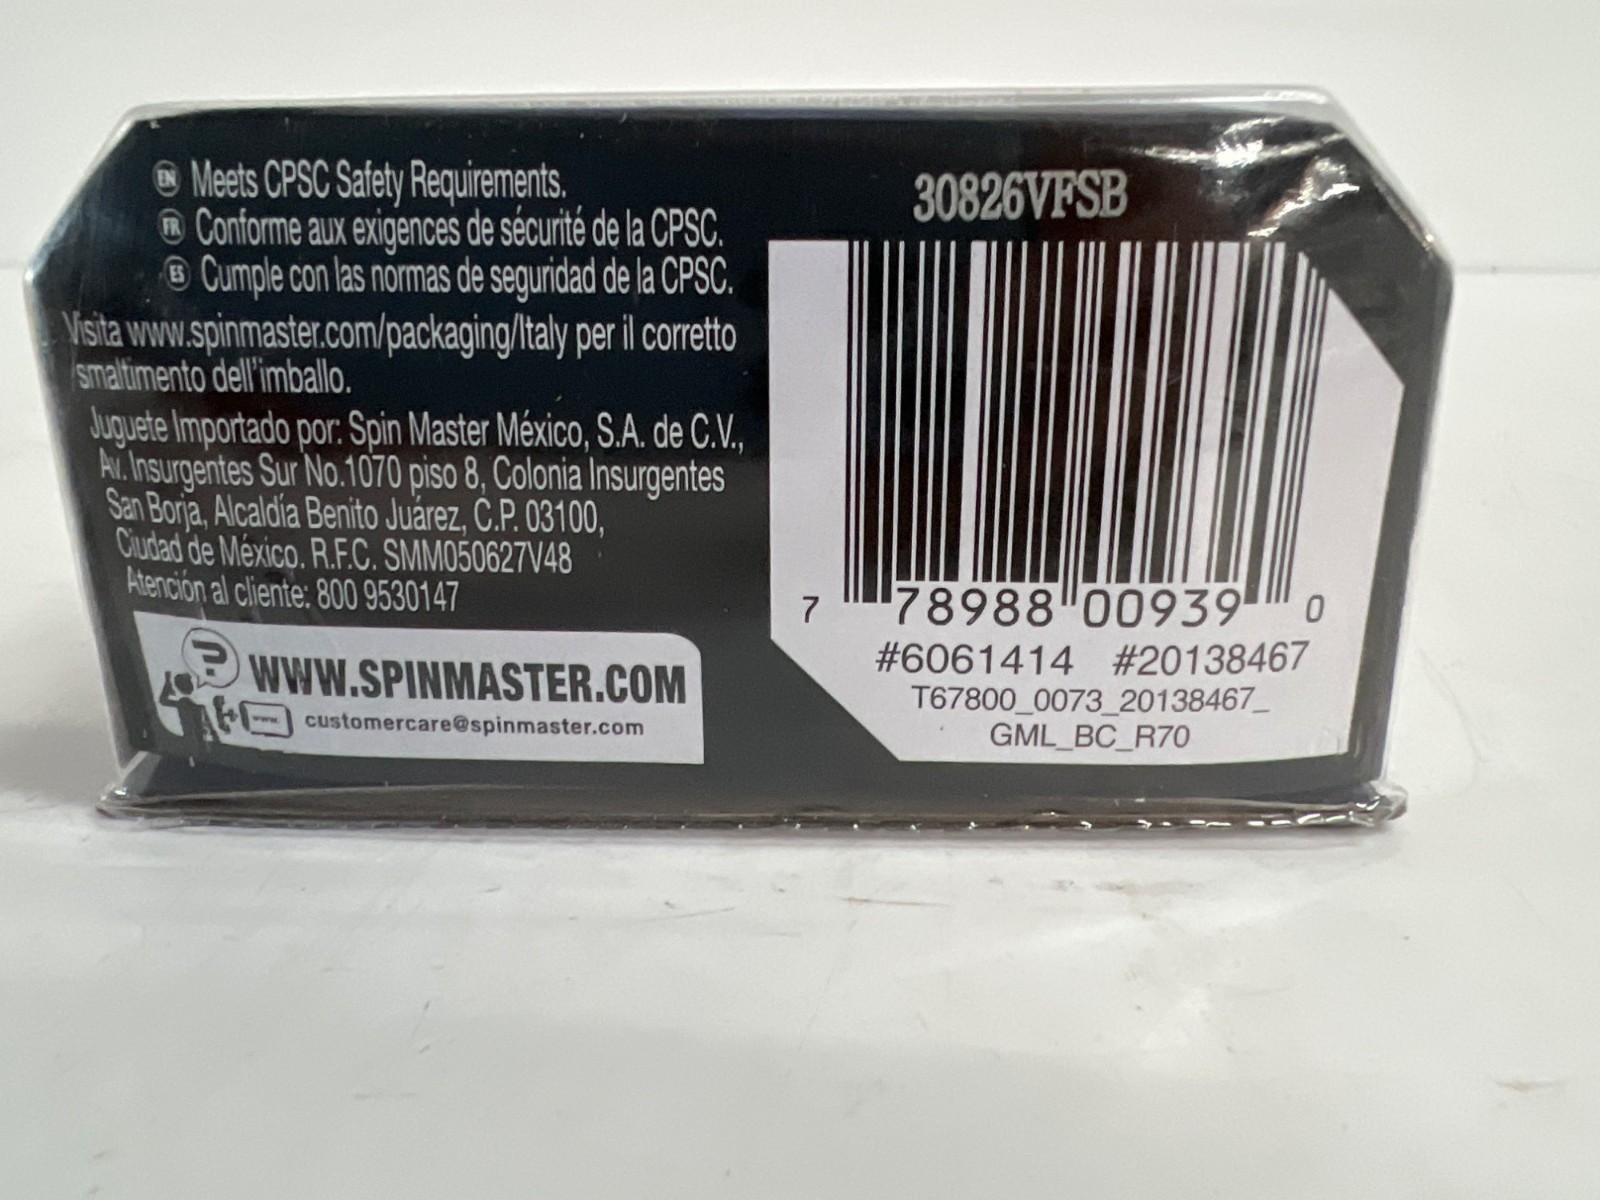 EN Meets CPSC Safety Requirements.
FR Conforme aux exigences de sécurité de la CPSC.
ES Cumple con las normas de seguridad de la CPSC.
Visita www.spinmaster.com/packaging/Italy per il corretto
smaltimento dell'imballo.
Juguete Importado por: Spin Master México, S.A. de C.V.,
Av. Insurgentes Sur No.1070 piso 8, Colonia Insurgentes
San Borja, Alcaldía Benito Juárez, C.P. 03100,
Ciudad de México. R.F.C. SMM050627V48
Atención al cliente: 800 9530147
?
WWW.SPINMASTER.COM
www.
customercare@spinmaster.com
30826VFSB
7 78988 00939 0
#6061414 #20138467
T67800_0073_20138467_
GML_BC_R70